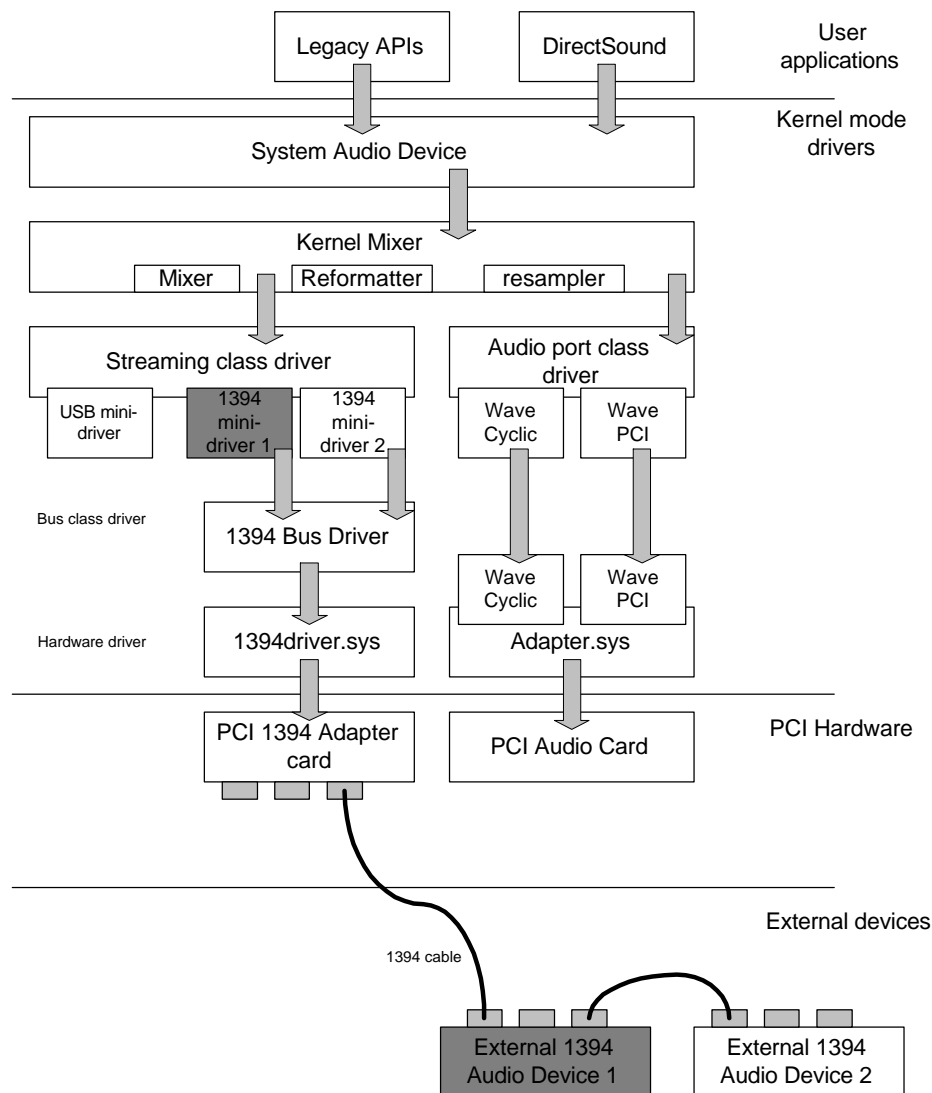 Legacy APIs
DirectSound
User
applications
Kernel mode
drivers
System Audio Device
Kernel Mixer
Mixer
Reformatter
resampler
Streaming class driver
Audio port class
driver
USB mini-
driver
1394
mini-
driver 1
1394
mini-
driver 2
Wave
Cyclic
Wave
PCI
Bus class driver
1394 Bus Driver
Wave
Cyclic
Wave
PCI
Hardware driver
1394driver.sys
Adapter.sys
PCI 1394 Adapter
card
PCI Audio Card
PCI Hardware
External devices
1394 cable
External 1394
Audio Device 1
External 1394
Audio Device 2